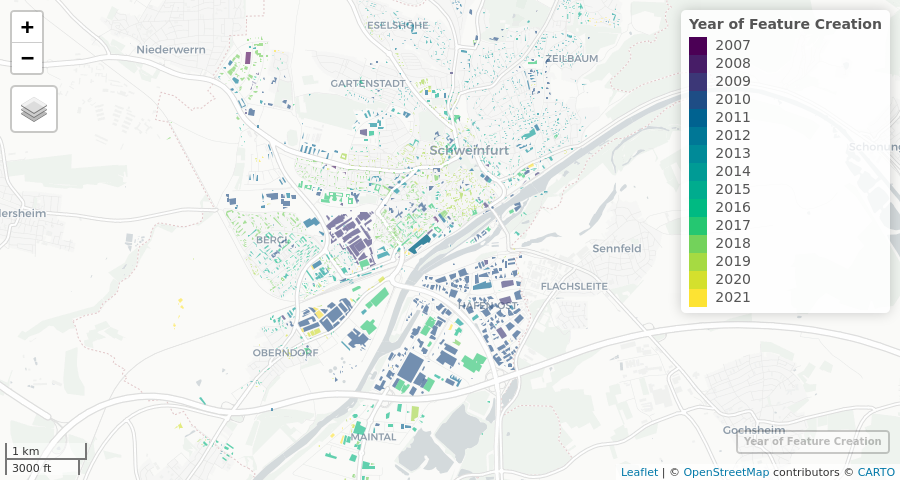 +
−
ESELSHÖHE
Niederwerrn
ZEILBAUM
GARTENSTADT
Schweinfurt
BERGL
Sennfeld
FLACHSLEITE
HAFEN-OST
OBERNDORF
MAINTAL
Gochsheim
Year of Feature Creation
2007
2008
2009
2010
2011
2012
2013
2014
2015
2016
2017
2018
2019
2020
2021
Year of Feature Creation
1 km
3000 ft
Leaflet | © OpenStreetMap contributors © CARTO